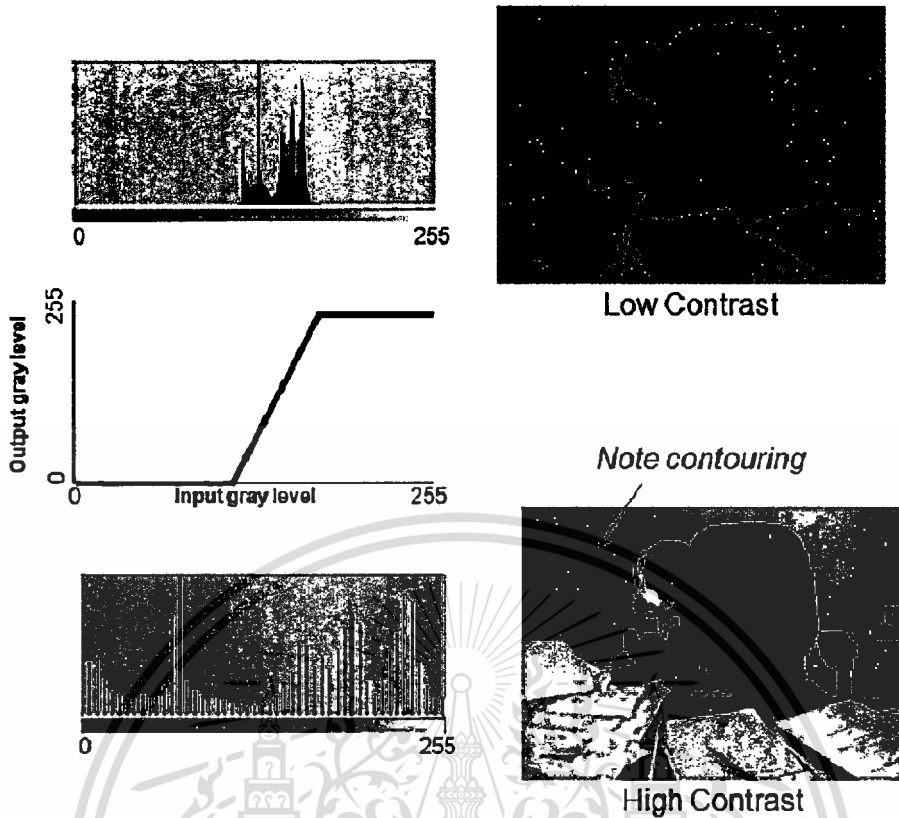 0 255
Low Contrast
Output gray level
255
0
0 Input gray level 255
Note contouring
0 255
High Contrast